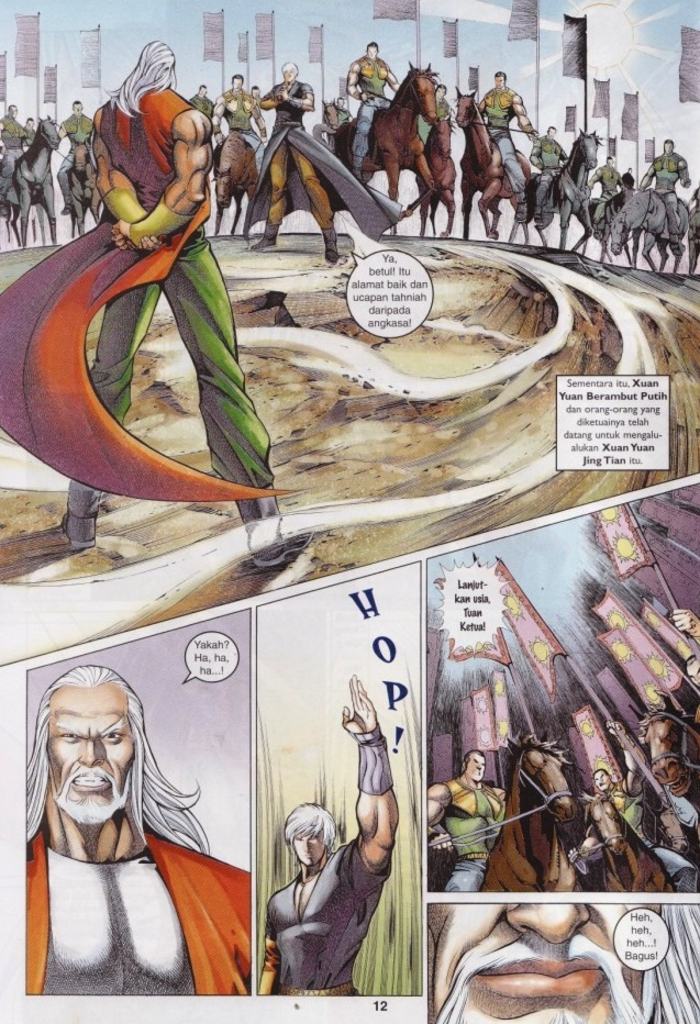 Ya,
betul! Itu
alamat baik dan
ucapan tahniah
daripada
angkasa!
Sementara itu, Xuan
Yuan Berambut Putih
dan orang-orang yang
diketuainya telah
datang untuk mengalu-
alukan Xuan Yuan
Jing Tian itu.
Yakah?
Ha, ha,
ha...!
HOP!
Lanjut-
kan usia,
Tuan
Ketua!
Heh,
heh,
heh...!
Bagus!
12